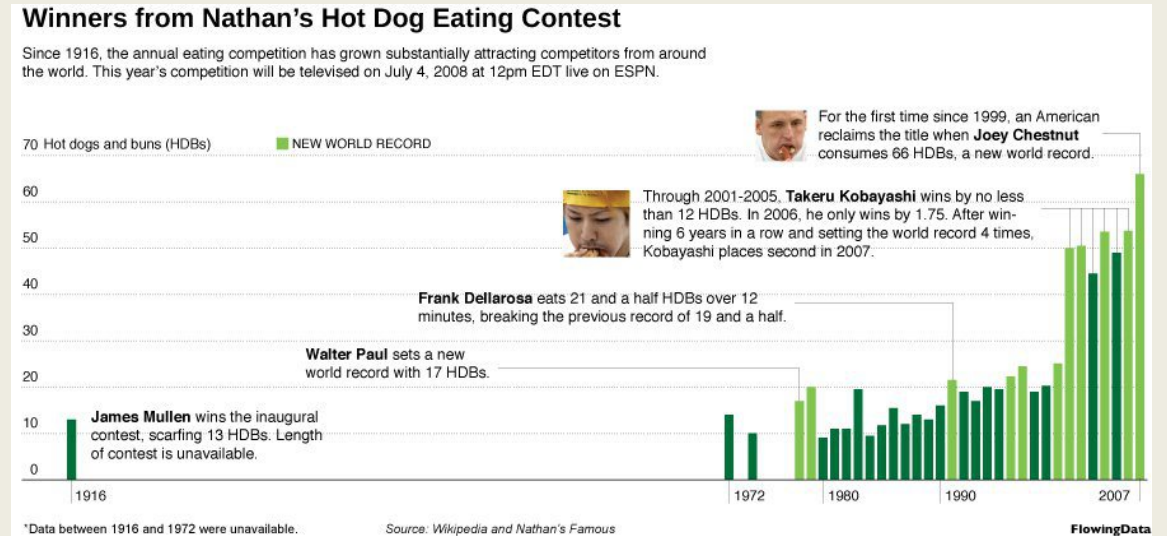 Winners from Nathan's Hot Dog Eating Contest
Since 1916, the annual eating competition has grown substantially attracting competitors from around
the world. This year's competition will be televised on July 4, 2008 at 12pm EDT live on ESPN.
For the first time since 1999, an American
reclaims the title when Joey Chestnut
consumes 66 HDBs, a new world record.
70 Hot dogs and buns (HDBs)
NEW WORLD RECORD
60
Through 2001-2005, Takeru Kobayashi wins by no less
than 12 HDBs. In 2006, he only wins by 1.75. After win-
ning 6 years in a row and setting the world record 4 times,
Kobayashi places second in 2007.
50
40
Frank Dellarosa eats 21 and a half HDBs over 12
minutes, breaking the previous record of 19 and a half.
30
Walter Paul sets a new
world record with 17 HDBs.
20
James Mullen wins the inaugural
contest, scarfing 13 HDBs. Length
of contest is unavailable.
10
0
1916
1972
1980
1990
2007
*Data between 1916 and 1972 were unavailable.
Source: Wikipedia and Nathan's Famous
FlowingData